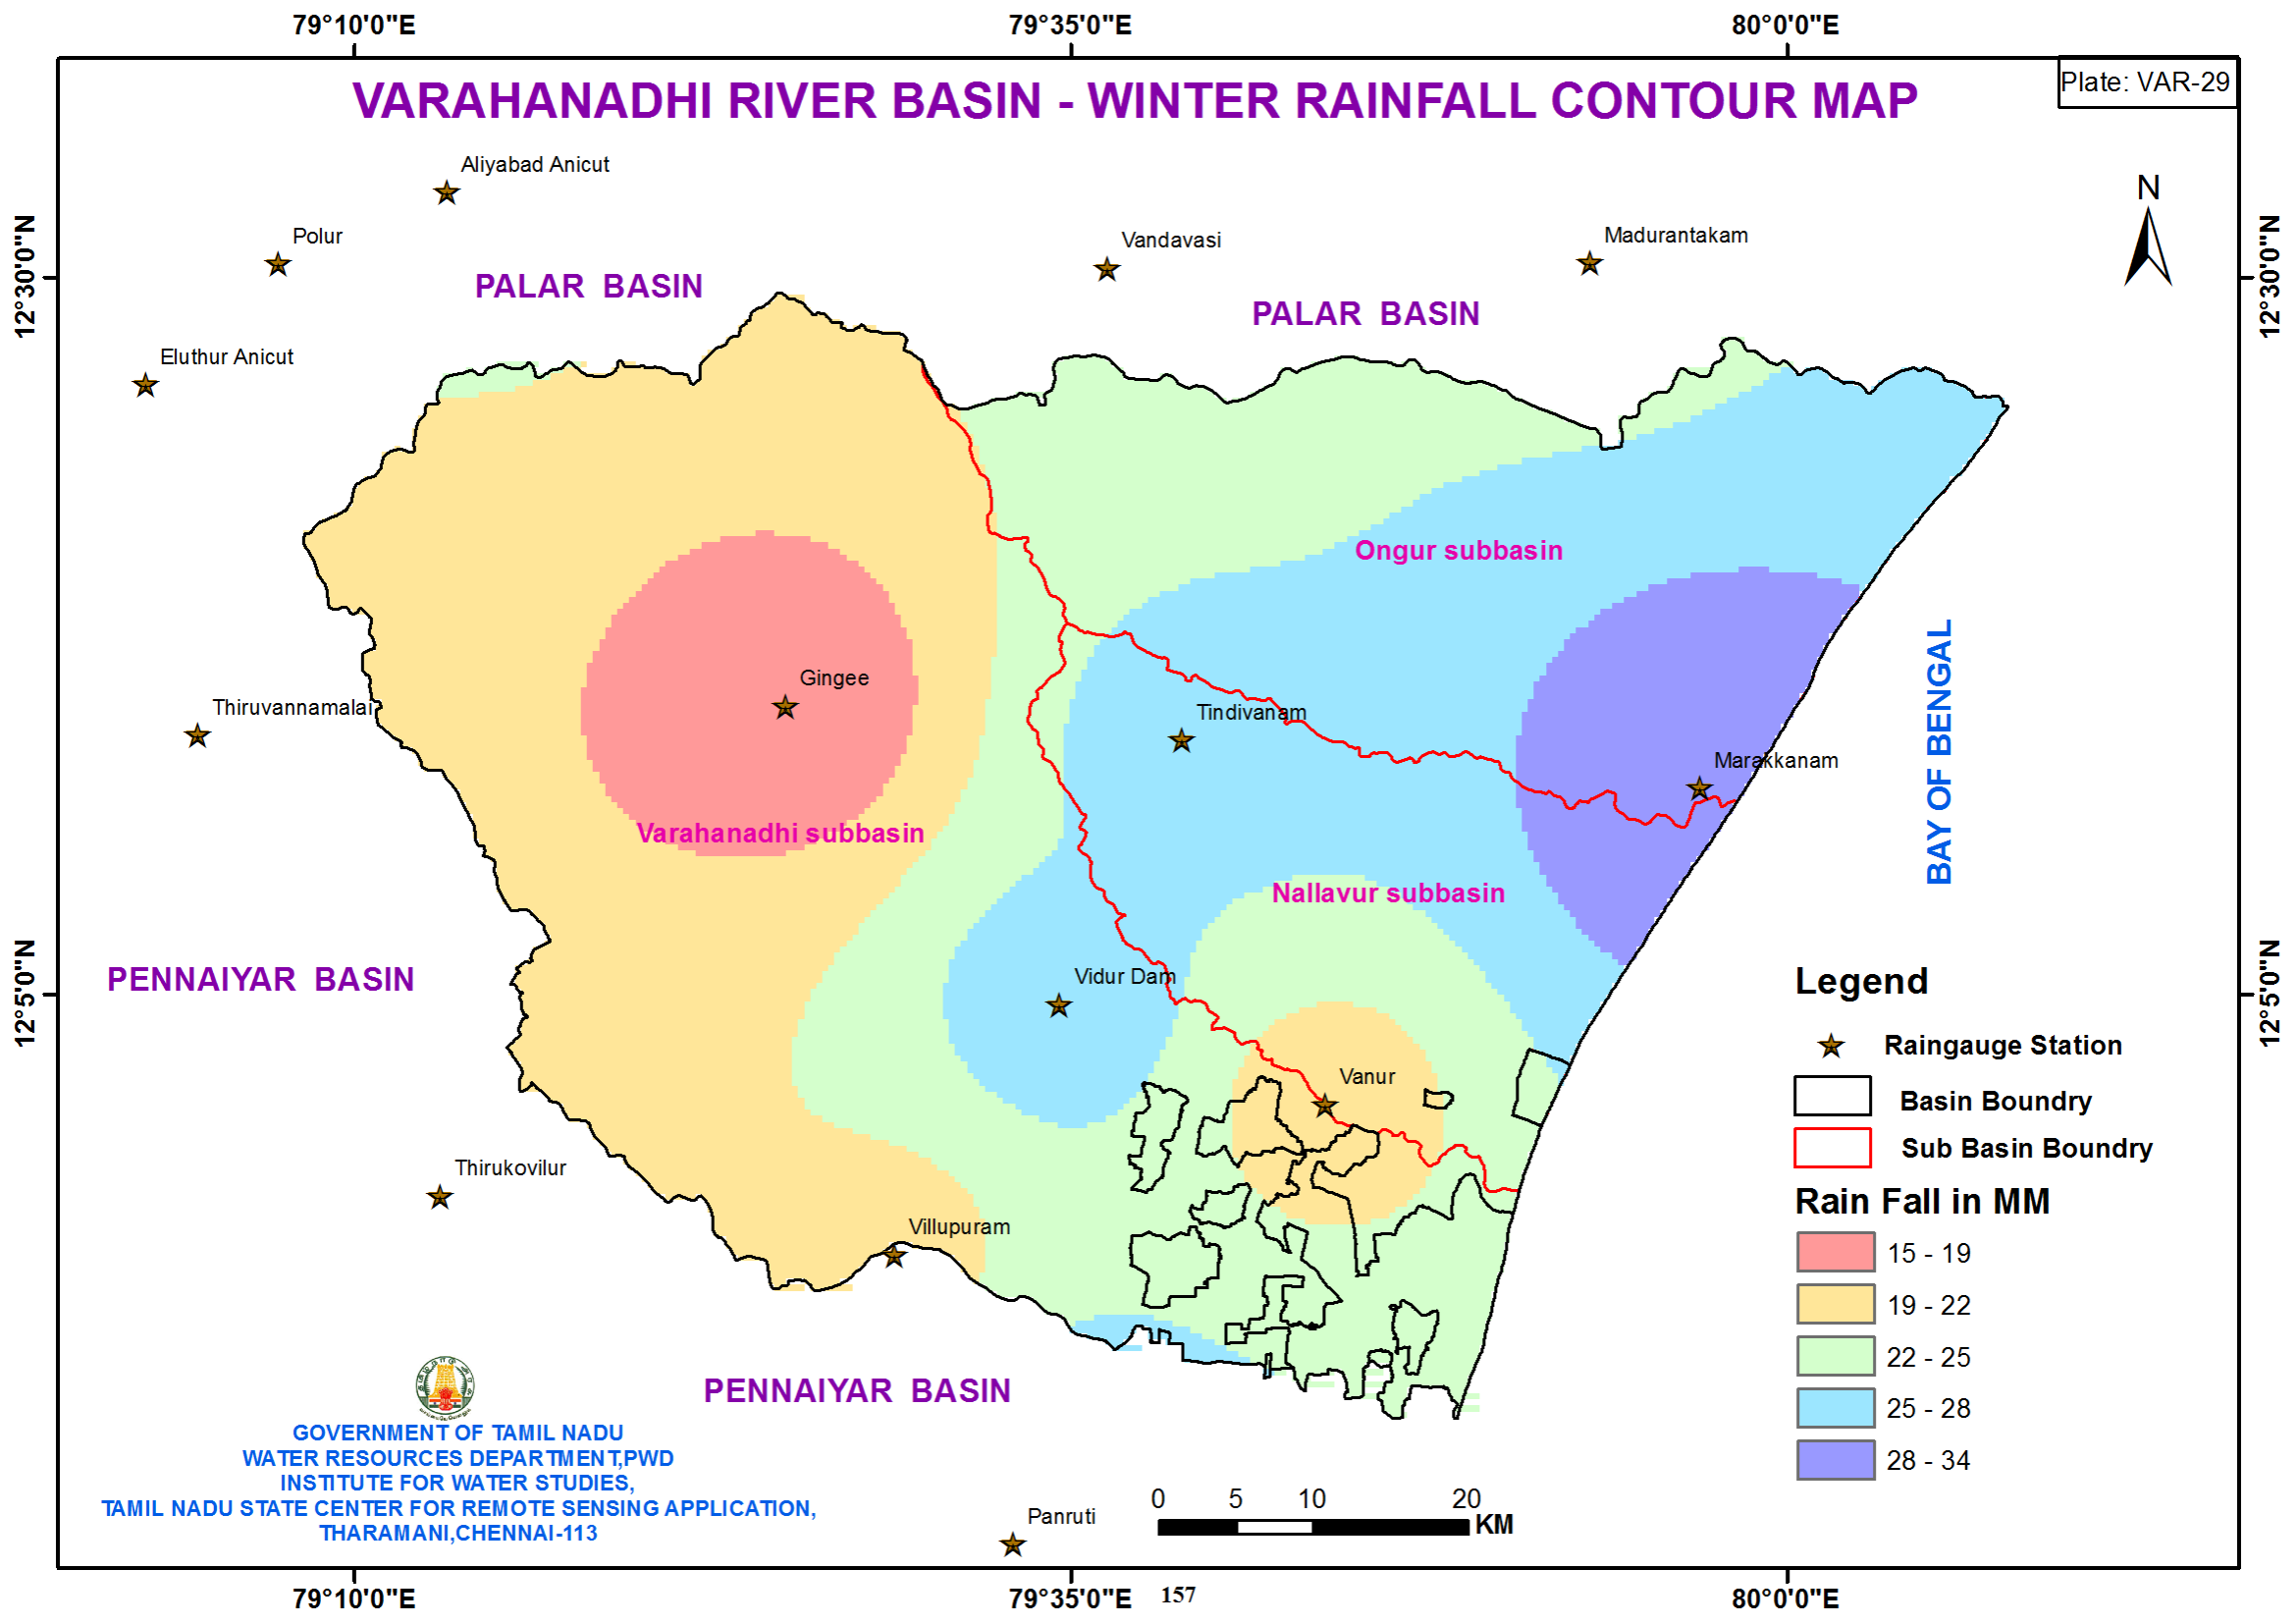 79°10'0"E
79°35'0"E
80°0'0"E
Plate: VAR-29
VARAHANADHI RIVER BASIN - WINTER RAINFALL CONTOUR MAP
Aliyabad Anicut
N
Polur
Vandavasi
Madurantakam
12°30'0"N
12°30'0"N
PALAR BASIN
PALAR BASIN
Eluthur Anicut
Ongur subbasin
Gingee
Thiruvannamalai
Tindivanam
BAY OF BENGAL
Marakkanam
Varahanadhi subbasin
Nallavur subbasin
PENNAIYAR BASIN
Vidur Dam
12°5'0"N
12°5'0"N
Legend
Raingauge Station
Vanur
Basin Boundry
Sub Basin Boundry
Thirukovilur
Villupuram
Rain Fall in MM
15 - 19
19 - 22
22 - 25
25 - 28
28 - 34
PENNAIYAR BASIN
GOVERNMENT OF TAMIL NADU
WATER RESOURCES DEPARTMENT,PWD
INSTITUTE FOR WATER STUDIES,
TAMIL NADU STATE CENTER FOR REMOTE SENSING APPLICATION,
THARAMANI,CHENNAI-113
Panruti
0 5 10 20
KM
79°10'0"E
79°35'0"E
157
80°0'0"E